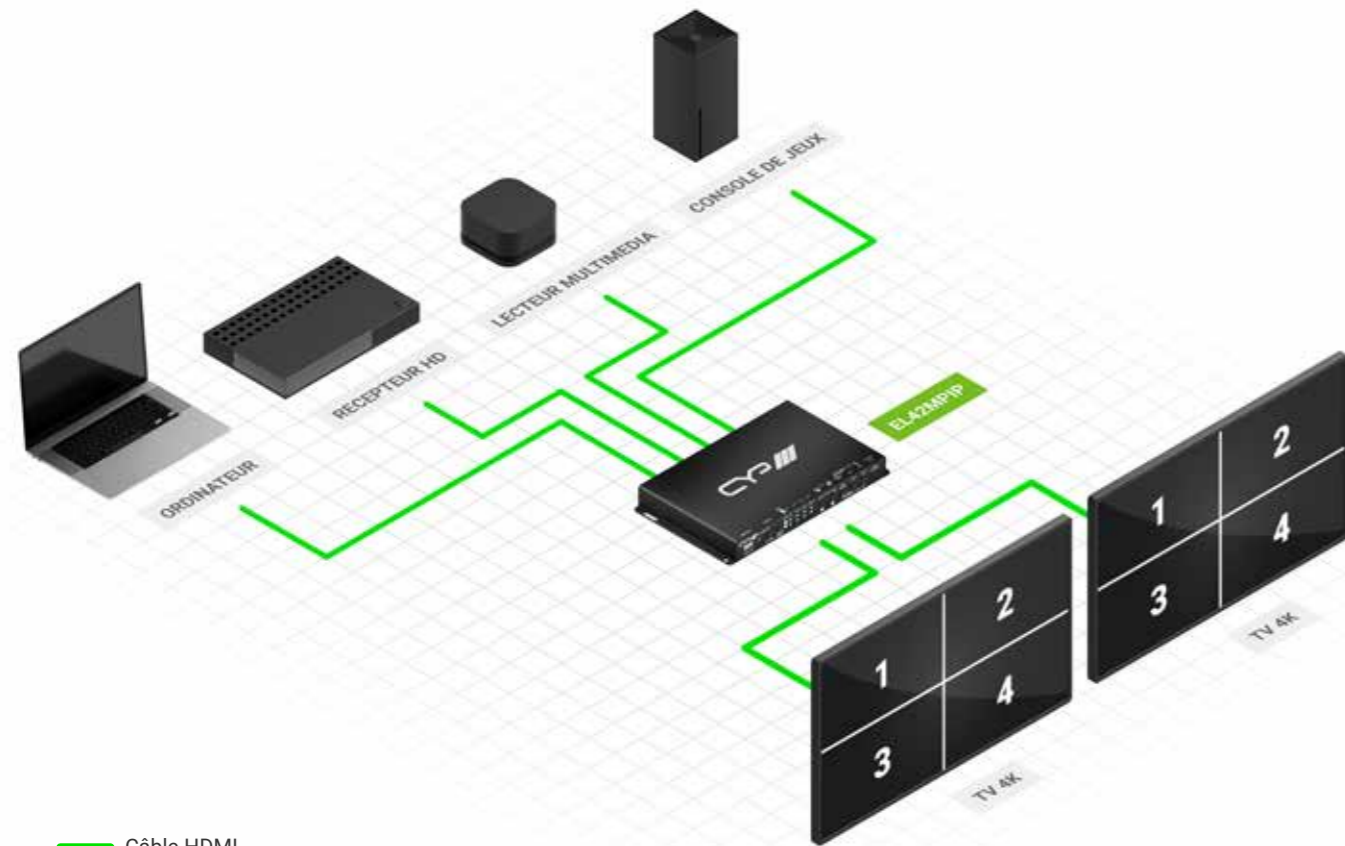 CONSOLE DE JEUX
LECTEUR MULTIMEDIA
RECEPTEUR HD
ORDINATEUR
EL42MPIP
CYP
1
2
3
4
TV 4K
1
2
3
4
TV 4K
Câble HDMI